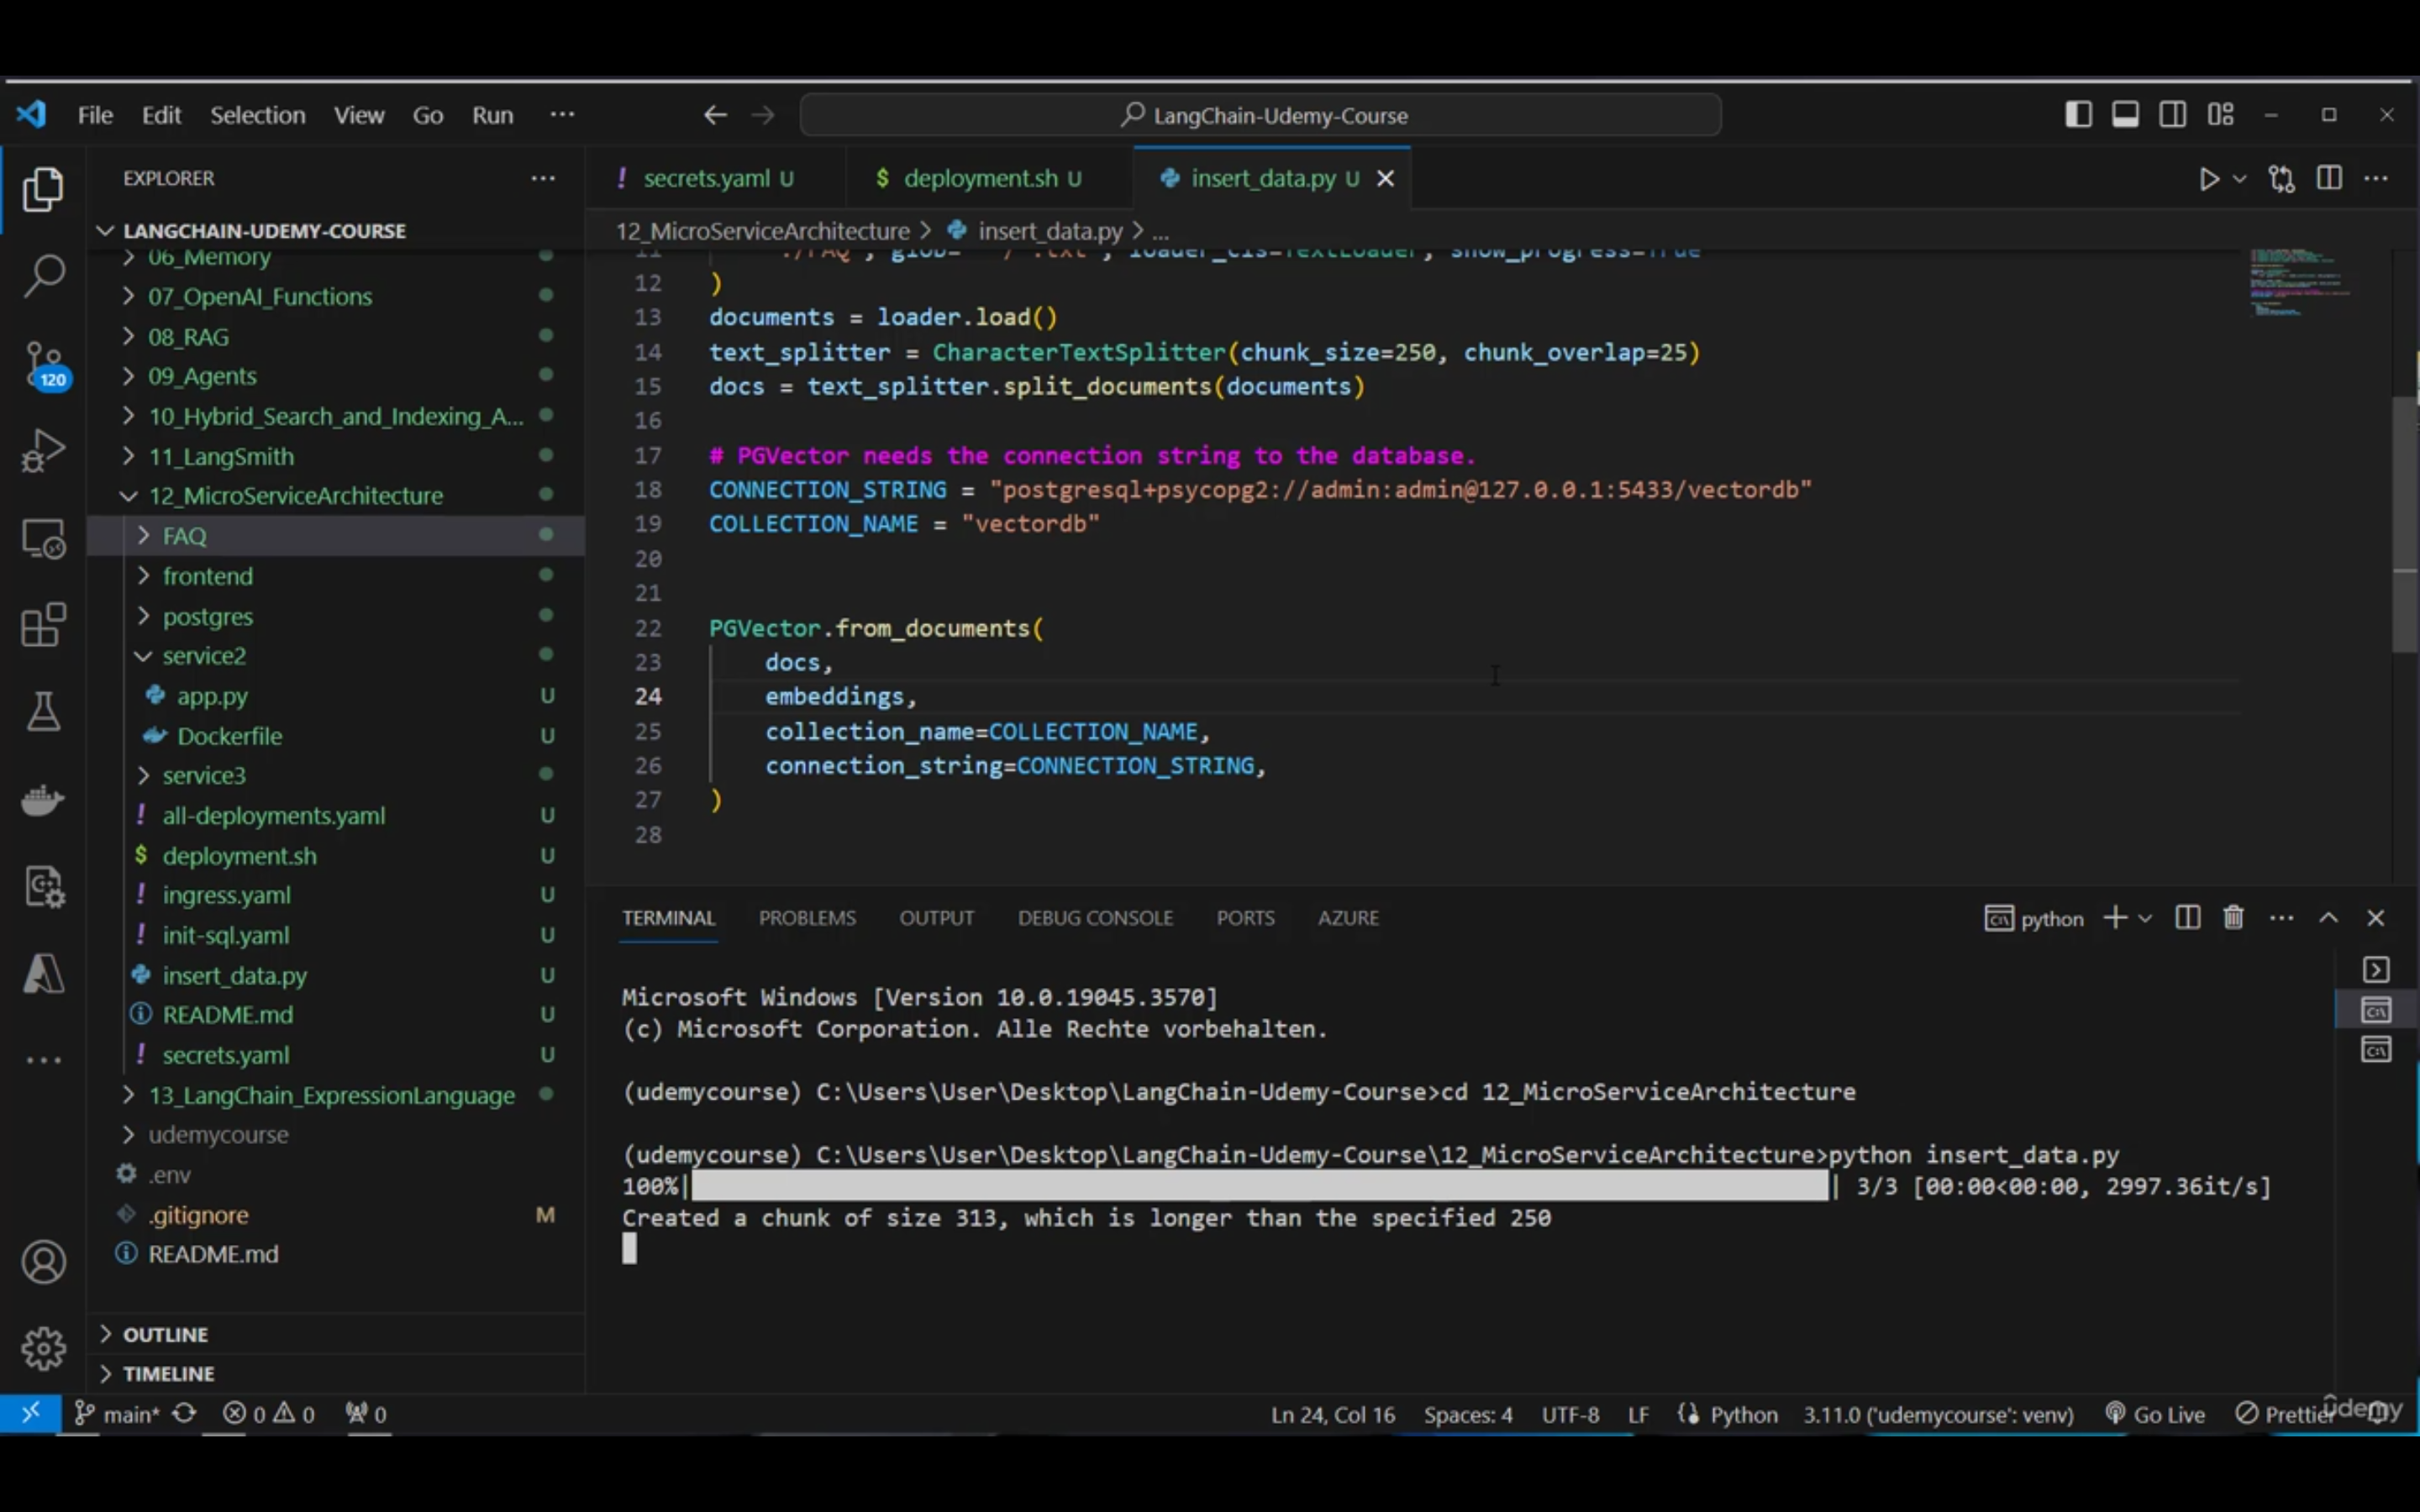 File Edit Selection View Go Run ··· LangChain-Udemy-Course
EXPLORER
LANGCHAIN-UDEMY-COURSE
06_Memory
07_OpenAI_Functions
08_RAG
09_Agents
10_Hybrid_Search_and_Indexing_A...
11_LangSmith
12_MicroServiceArchitecture
FAQ
frontend
postgres
service2
app.py U
Dockerfile U
service3
! all-deployments.yaml U
$ deployment.sh U
! ingress.yaml U
! init-sql.yaml U
insert_data.py U
README.md U
! secrets.yaml U
13_LangChain_ExpressionLanguage
udemycourse
.env
.gitignore M
README.md
OUTLINE
TIMELINE
120
! secrets.yaml U $ deployment.sh U insert_data.py U
12_MicroServiceArchitecture > insert_data.py > ...
11 "./FAQ", glob= , loader_cls=TextLoader, show_progress=True
12 )
13 documents = loader.load()
14 text_splitter = CharacterTextSplitter(chunk_size=250, chunk_overlap=25)
15 docs = text_splitter.split_documents(documents)
16
17 # PGVector needs the connection string to the database.
18 CONNECTION_STRING = "postgresql+psycopg2://admin:admin@127.0.0.1:5433/vectordb"
19 COLLECTION_NAME = "vectordb"
20
21
22 PGVector.from_documents(
23 docs,
24 embeddings,
25 collection_name=COLLECTION_NAME,
26 connection_string=CONNECTION_STRING,
27 )
28
TERMINAL PROBLEMS OUTPUT DEBUG CONSOLE PORTS AZURE python
Microsoft Windows [Version 10.0.19045.3570]
(c) Microsoft Corporation. Alle Rechte vorbehalten.
(udemycourse) C:\Users\User\Desktop\LangChain-Udemy-Course>cd 12_MicroServiceArchitecture
(udemycourse) C:\Users\User\Desktop\LangChain-Udemy-Course\12_MicroServiceArchitecture>python insert_data.py
100%| | 3/3 [00:00<00:00, 2997.36it/s]
Created a chunk of size 313, which is longer than the specified 250
main* 0 0 0 Ln 24, Col 16 Spaces: 4 UTF-8 LF Python 3.11.0 ('udemycourse': venv) Go Live Prettier
ûdemy